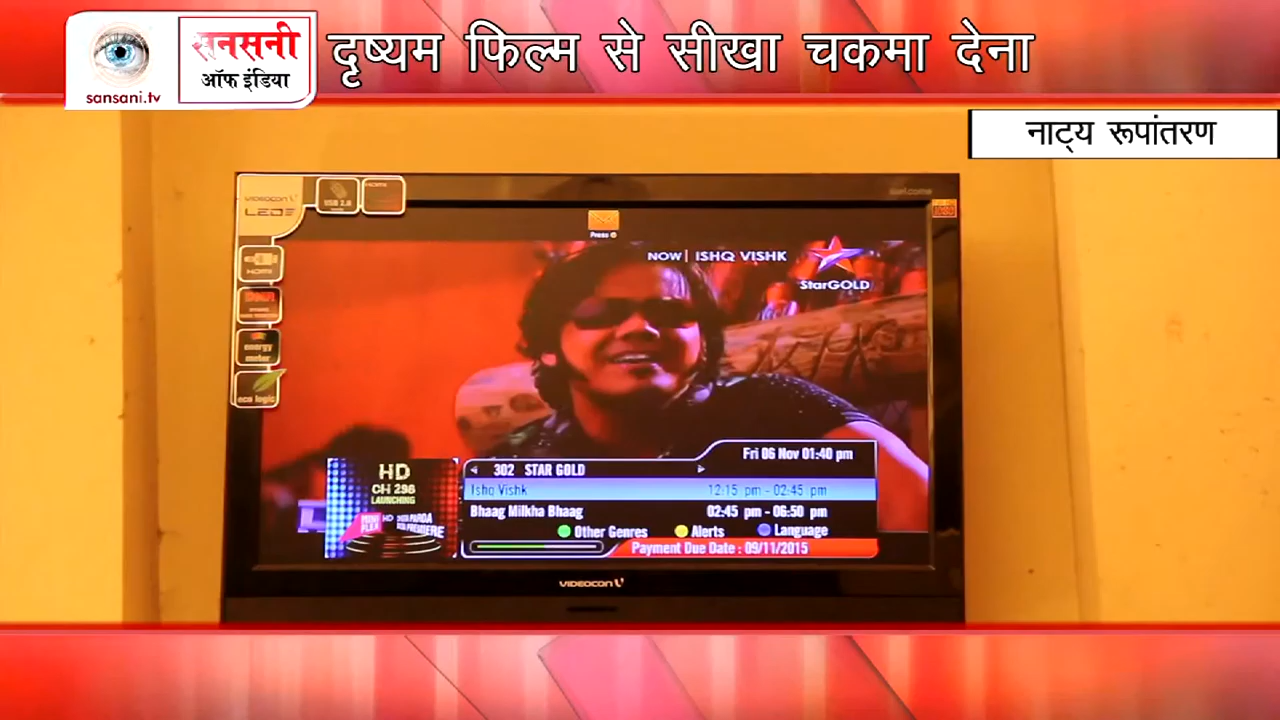 सनसनी
ऑफ इंडिया
sansani.tv
दृष्यम फिल्म से सीखा चकमा देना
नाट्य रूपांतरण
VIDEOCON
LED
USB 2.0
HDMI
HDMI
energy
meter
eco logic
Press
NOW | ISHQ VISHK
StarGOLD
Fri 06 Nov 01:40 pm
302 STAR GOLD
Ishq Vishk 12:15 pm - 02:45 pm
Bhaag Milkha Bhaag 02:45 pm - 06:50 pm
Other Genres Alerts Language
Payment Due Date : 09/11/2015
HD
CH 296
LAUNCHING
VIDEOCON